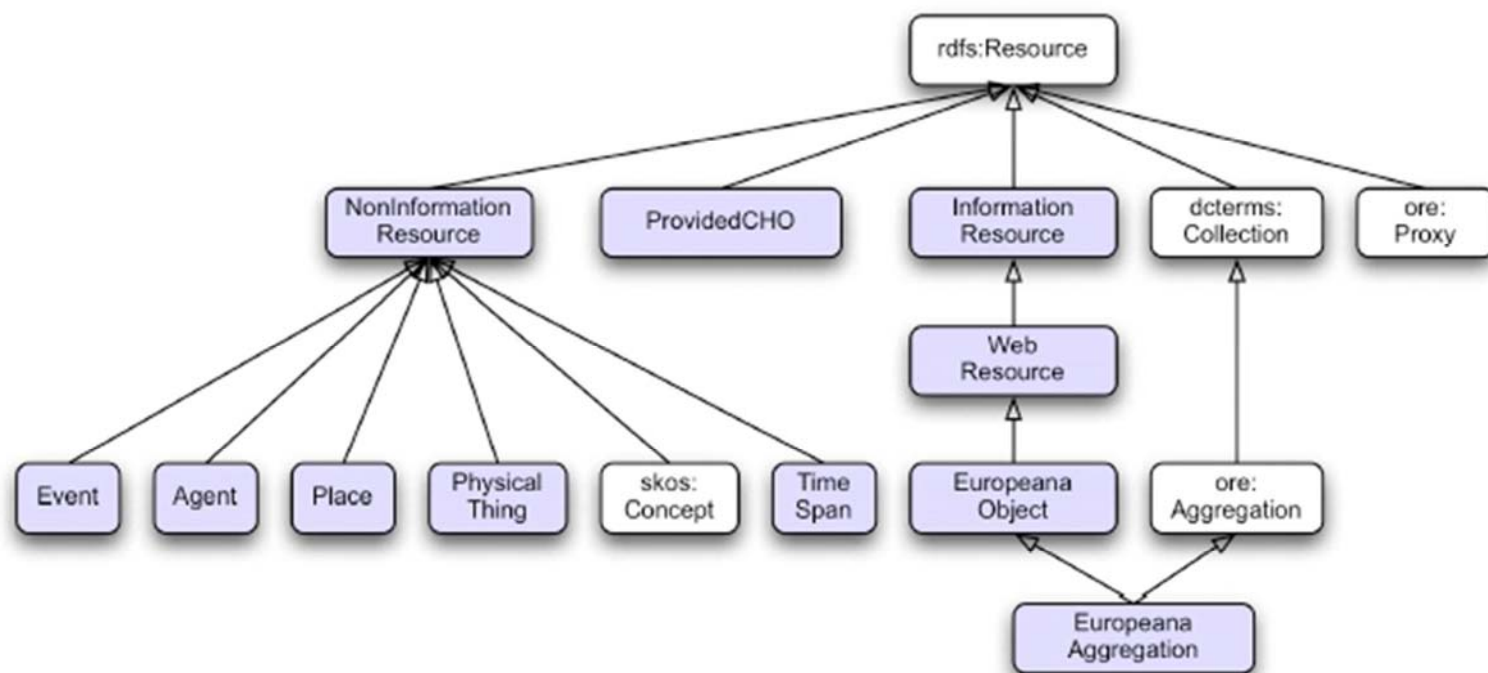 rdfs:Resource
NonInformation
Resource
ProvidedCHO
Information
Resource
dcterms:
Collection
ore:
Proxy
Web
Resource
Event
Agent
Place
Physical
Thing
skos:
Concept
Time
Span
Europeana
Object
ore:
Aggregation
Europeana
Aggregation